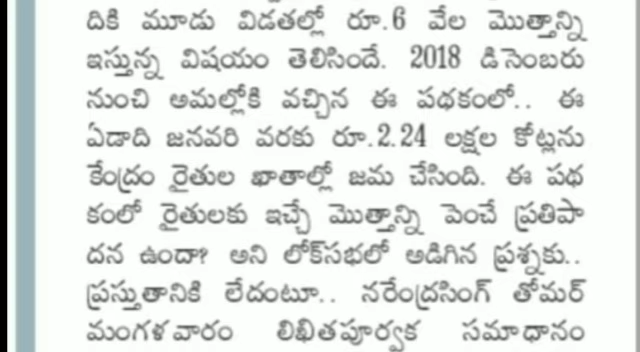 దికి మూడు విడతల్లో రూ.6 వేల మొత్తాన్ని
ఇస్తున్న విషయం తెలిసిందే. 2018 డిసెంబరు
నుంచి అమల్లోకి వచ్చిన ఈ పథకంలో.. ఈ
ఏడాది జనవరి వరకు రూ.2.24 లక్షల కోట్లను
కేంద్రం రైతుల ఖాతాల్లో జమ చేసింది. ఈ పథ
కంలో రైతులకు ఇచ్చే మొత్తాన్ని పెంచే ప్రతిపా
దన ఉందా? అని లోక్‌సభలో అడిగిన ప్రశ్నకు..
ప్రస్తుతానికి లేదంటూ.. నరేంద్రసింగ్ తోమర్
మంగళవారం లిఖితపూర్వక సమాధానం